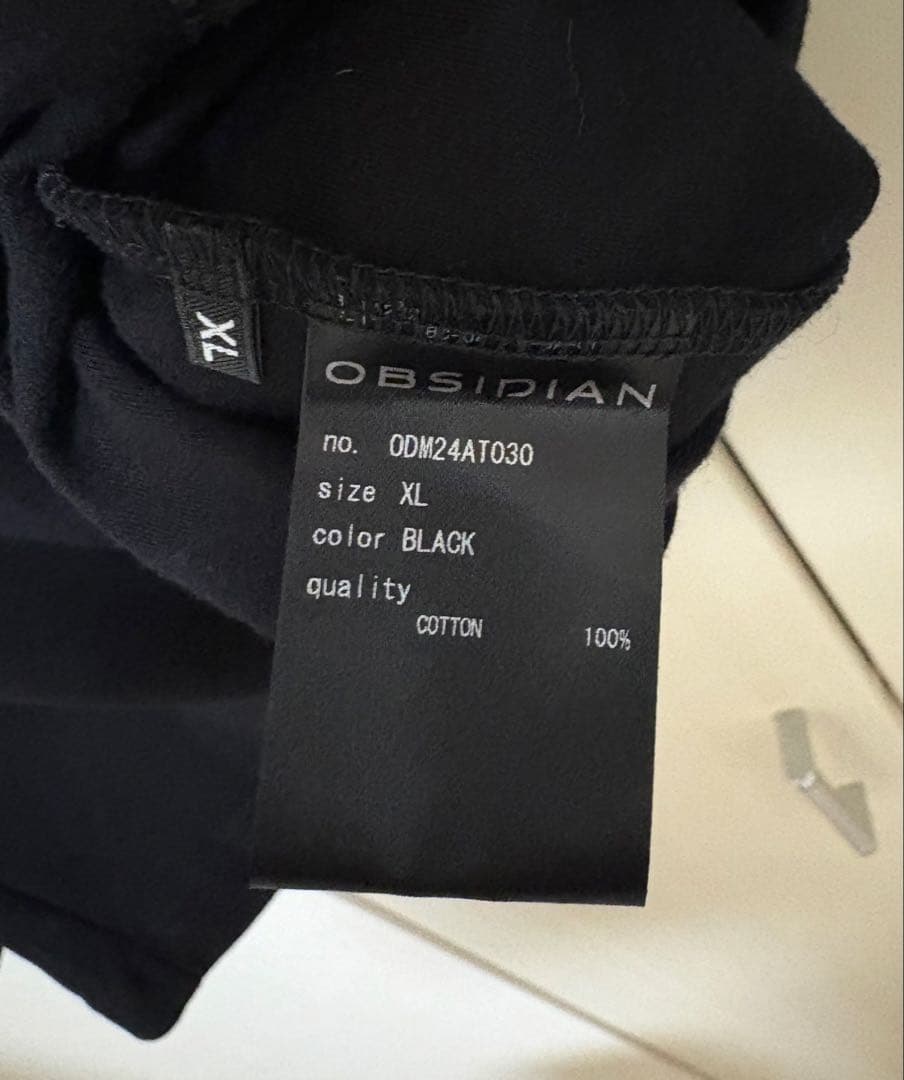 XL
OBSIDIAN
no. ODM24AT030
size XL
color BLACK
quality
COTTON 100%